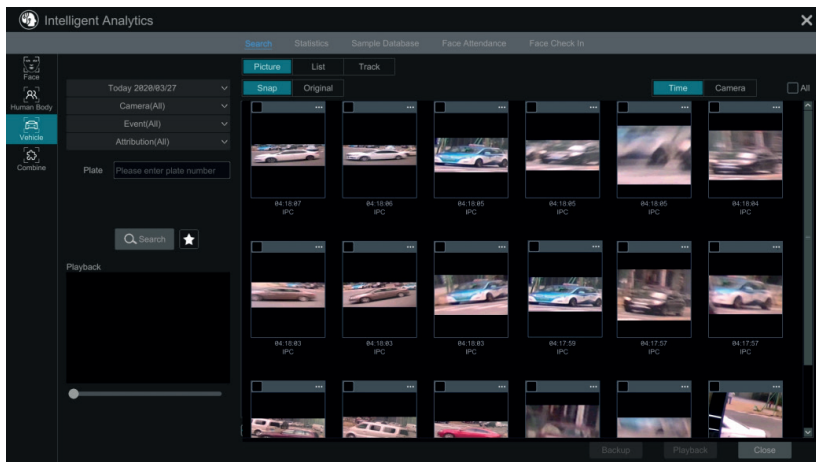 Intelligent Analytics
Search Statistics Sample Database Face Attendance Face Check In
Face
Human Body
Vehicle
Combine
Today 2020/03/27
Camera(All)
Event(All)
Attribution(All)
Plate Please enter plate number
Search
Playback
Picture List Track
Snap Original Time Camera All
04:18:07 04:18:06 04:18:05 04:18:05 04:18:05 04:18:04
IPC IPC IPC IPC IPC IPC
04:18:03 04:18:03 04:18:03 04:17:59 04:17:57 04:17:57
IPC IPC IPC IPC IPC IPC
Backup Playback Close